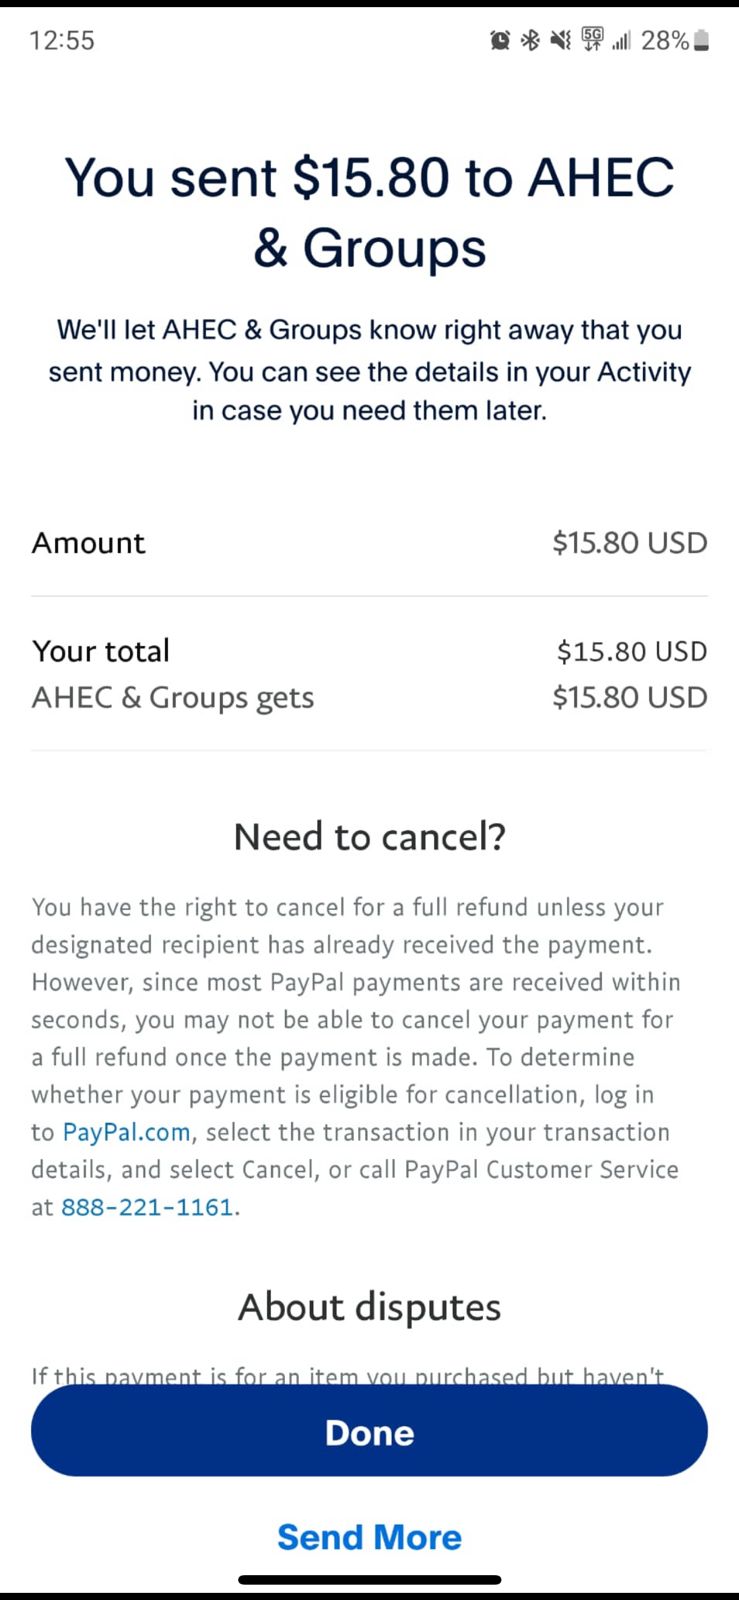 12:55
5G
28%
You sent $15.80 to AHEC
& Groups
We'll let AHEC & Groups know right away that you
sent money. You can see the details in your Activity
in case you need them later.
Amount $15.80 USD
Your total $15.80 USD
AHEC & Groups gets $15.80 USD
Need to cancel?
You have the right to cancel for a full refund unless your
designated recipient has already received the payment.
However, since most PayPal payments are received within
seconds, you may not be able to cancel your payment for
a full refund once the payment is made. To determine
whether your payment is eligible for cancellation, log in
to PayPal.com, select the transaction in your transaction
details, and select Cancel, or call PayPal Customer Service
at 888-221-1161.
About disputes
If this payment is for an item you purchased but haven't
Done
Send More